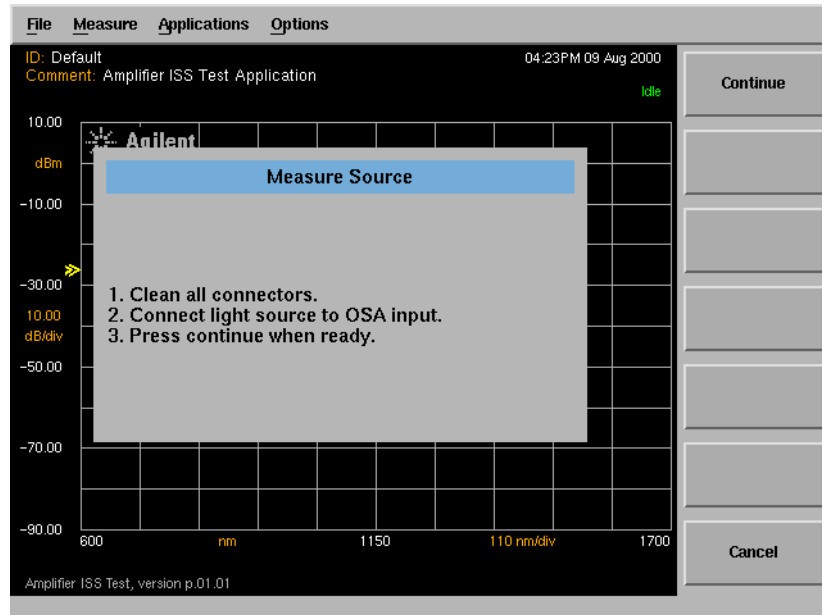 File Measure Applications Options
ID: Default
04:23PM 09 Aug 2000
Comment: Amplifier ISS Test Application
Idle
Continue
10.00
Agilent
dBm
Measure Source
-10.00
1. Clean all connectors.
2. Connect light source to OSA input.
3. Press continue when ready.
-30.00
10.00
dB/div
-50.00
-70.00
-90.00
600 nm 1150 110 nm/div 1700
Cancel
Amplifier ISS Test, version p.01.01